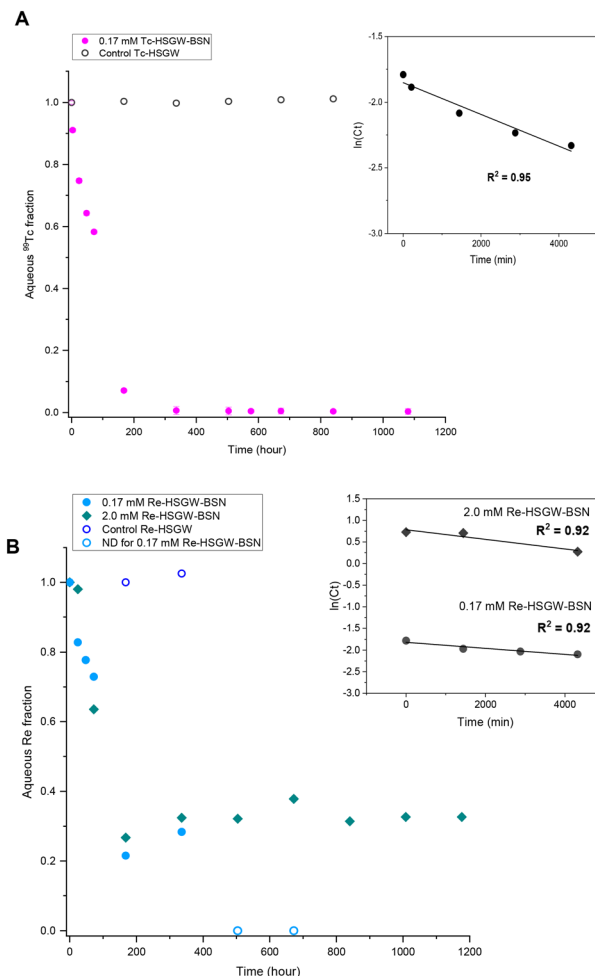 A
0.17 mM Tc-HSGW-BSN
Control Tc-HSGW
1.0
0.8
0.6
0.4
0.2
0.0
Aqueous ⁹⁹Tc fraction
0 200 400 600 800 1000 1200
Time (hour)
-1.5
-2.0
-2.5
-3.0
ln(Ct)
R² = 0.95
0 2000 4000
Time (min)
B
0.17 mM Re-HSGW-BSN
2.0 mM Re-HSGW-BSN
Control Re-HSGW
ND for 0.17 mM Re-HSGW-BSN
1.0
0.8
0.6
0.4
0.2
0.0
Aqueous Re fraction
0 200 400 600 800 1000 1200
Time (hour)
1.5
1.0
0.5
0.0
-0.5
-1.0
-1.5
-2.0
-2.5
-3.0
ln(Ct)
2.0 mM Re-HSGW-BSN
R² = 0.92
0.17 mM Re-HSGW-BSN
R² = 0.92
0 2000 4000
Time (min)